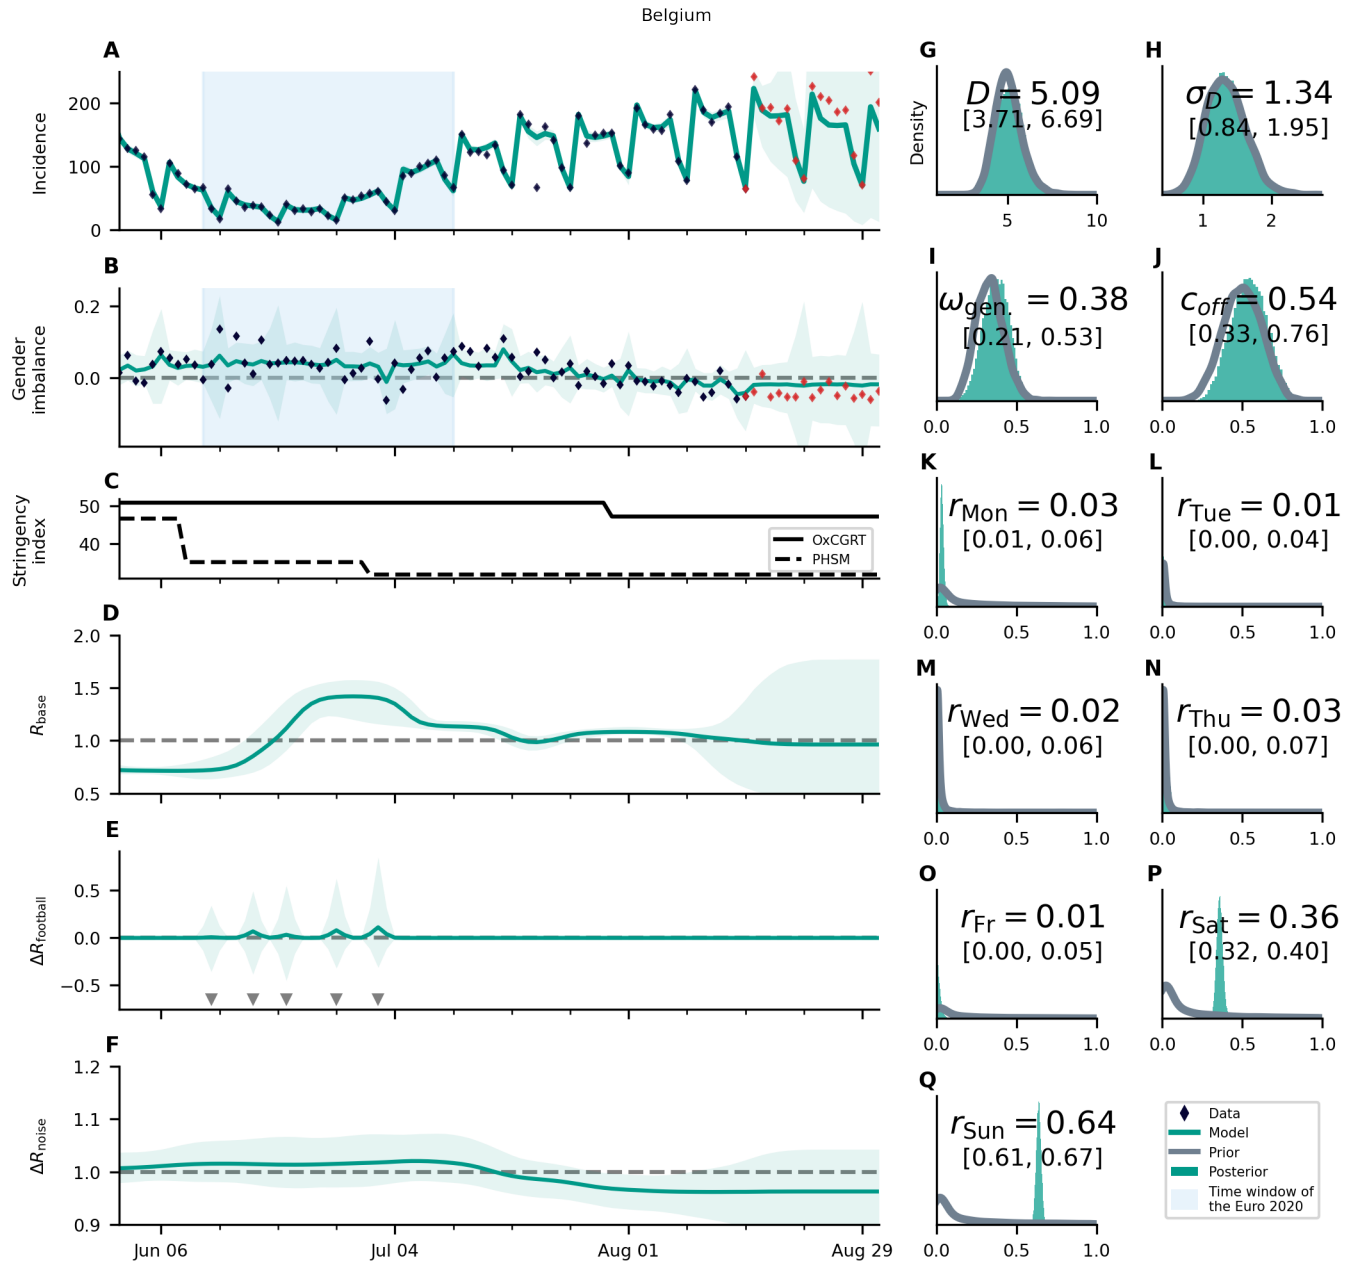 Belgium
A
Incidence
200
100
0
B
Gender
imbalance
0.2
0.0
C
Stringency
index
50
40
OxCGRT
PHSM
D
R_base
2.0
1.5
1.0
0.5
E
ΔR_football
0.5
0.0
−0.5
F
ΔR_noise
1.2
1.1
1.0
0.9
Jun 06 Jul 04 Aug 01 Aug 29
G
Density
D = 5.09
[3.71, 6.69]
5 10
H
σ_D = 1.34
[0.84, 1.95]
1 2
I
ω_gen. = 0.38
[0.21, 0.53]
0.0 0.5 1.0
J
c_off = 0.54
[0.33, 0.76]
0.0 0.5 1.0
K
r_Mon = 0.03
[0.01, 0.06]
0.0 0.5 1.0
L
r_Tue = 0.01
[0.00, 0.04]
0.0 0.5 1.0
M
r_Wed = 0.02
[0.00, 0.06]
0.0 0.5 1.0
N
r_Thu = 0.03
[0.00, 0.07]
0.0 0.5 1.0
O
r_Fr = 0.01
[0.00, 0.05]
0.0 0.5 1.0
P
r_Sat = 0.36
[0.32, 0.40]
0.0 0.5 1.0
Q
r_Sun = 0.64
[0.61, 0.67]
0.0 0.5 1.0
Data
Model
Prior
Posterior
Time window of
the Euro 2020